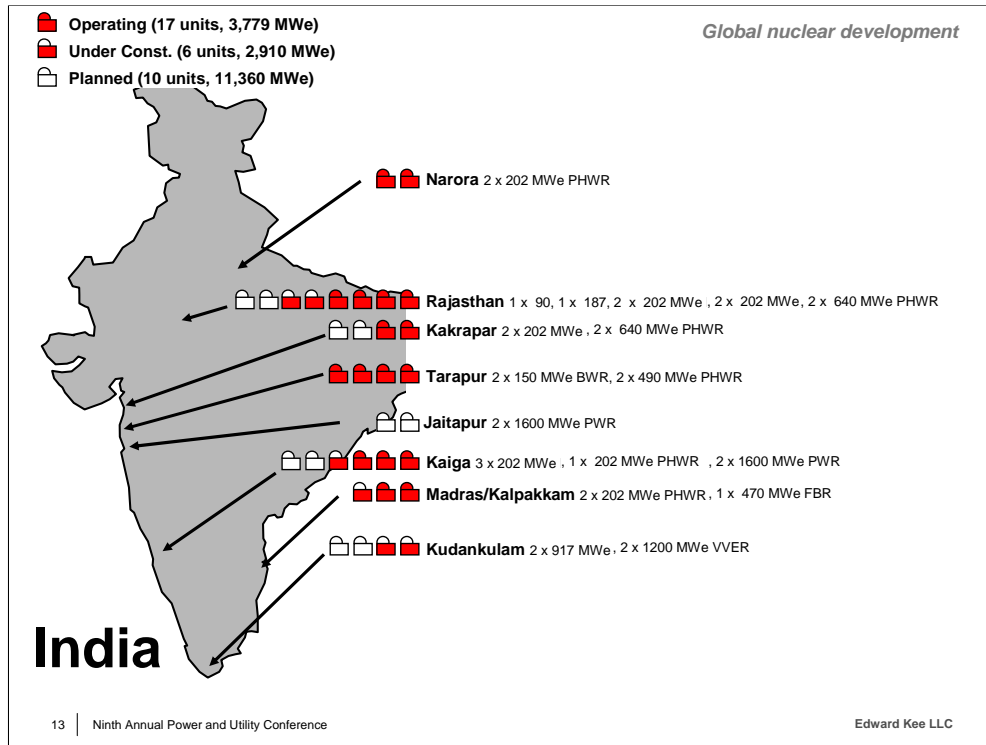 Operating (17 units, 3,779 MWe)
Under Const. (6 units, 2,910 MWe)
Planned (10 units, 11,360 MWe)
Global nuclear development
Narora 2 x 202 MWe PHWR
Rajasthan 1 x 90, 1 x 187, 2 x 202 MWe , 2 x 202 MWe, 2 x 640 MWe PHWR
Kakrapar 2 x 202 MWe , 2 x 640 MWe PHWR
Tarapur 2 x 150 MWe BWR, 2 x 490 MWe PHWR
Jaitapur 2 x 1600 MWe PWR
Kaiga 3 x 202 MWe , 1 x 202 MWe PHWR , 2 x 1600 MWe PWR
Madras/Kalpakkam 2 x 202 MWe PHWR , 1 x 470 MWe FBR
Kudankulam 2 x 917 MWe , 2 x 1200 MWe VVER
India
13 Ninth Annual Power and Utility Conference
Edward Kee LLC